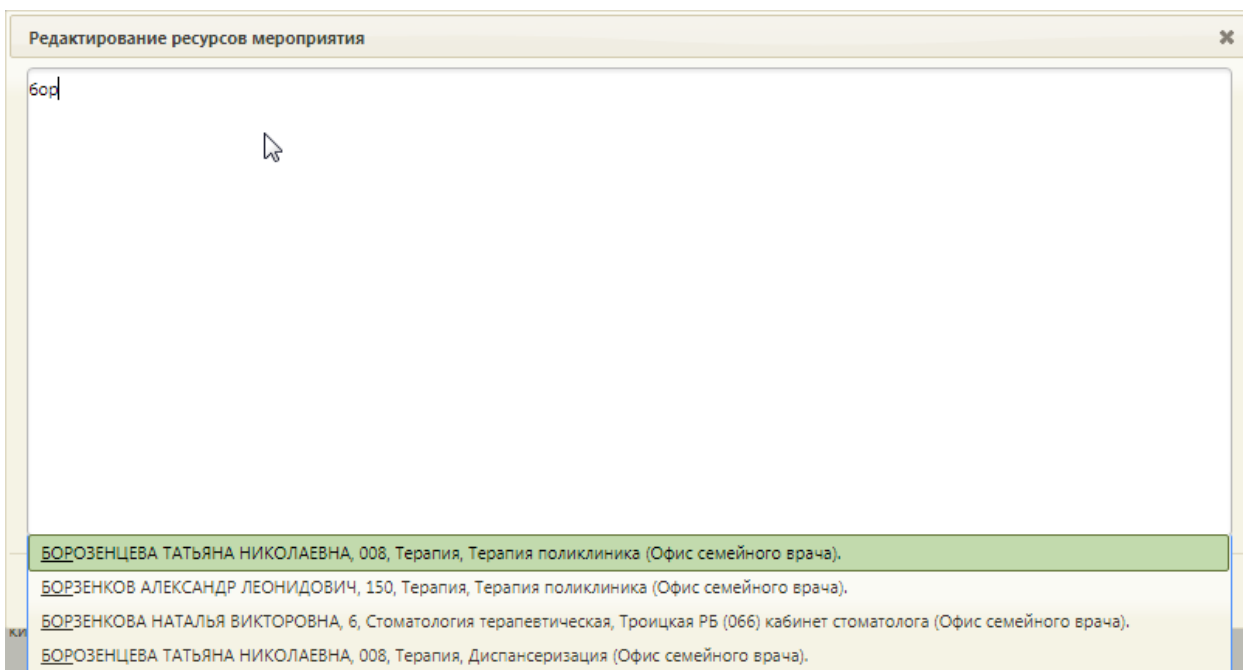 Редактирование ресурсов мероприятия
бор
БОРОЗЕНЦЕВА ТАТЬЯНА НИКОЛАЕВНА, 008, Терапия, Терапия поликлиника (Офис семейного врача).
БОРЗЕНКОВ АЛЕКСАНДР ЛЕОНИДОВИЧ, 150, Терапия, Терапия поликлиника (Офис семейного врача).
БОРЗЕНКОВА НАТАЛЬЯ ВИКТОРОВНА, 6, Стоматология терапевтическая, Троицкая РБ (066) кабинет стоматолога (Офис семейного врача).
ки
БОРОЗЕНЦЕВА ТАТЬЯНА НИКОЛАЕВНА, 008, Терапия, Диспансеризация (Офис семейного врача).